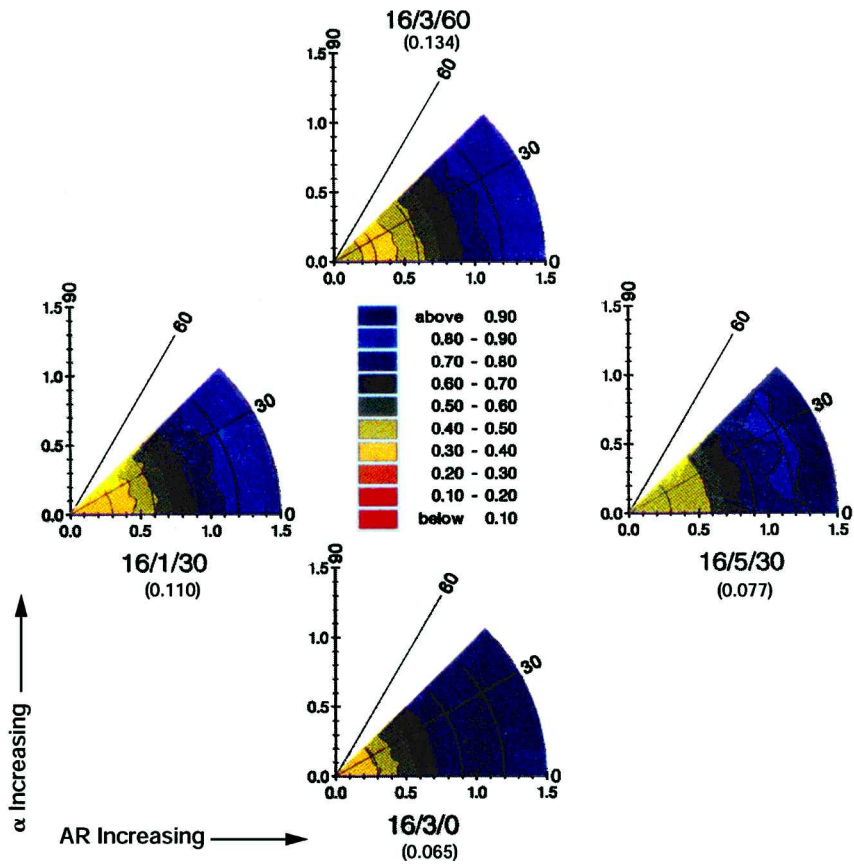 16/3/60
(0.134)
90
60
30
0
1.5
1.0
0.5
0.0
0.0 0.5 1.0 1.5
90
60
30
0
1.5
1.0
0.5
0.0
0.0 0.5 1.0 1.5
16/1/30
(0.110)
above 0.90
0.80 - 0.90
0.70 - 0.80
0.60 - 0.70
0.50 - 0.60
0.40 - 0.50
0.30 - 0.40
0.20 - 0.30
0.10 - 0.20
below 0.10
90
60
30
0
1.5
1.0
0.5
0.0
0.0 0.5 1.0 1.5
16/5/30
(0.077)
90
60
30
0
1.5
1.0
0.5
0.0
0.0 0.5 1.0 1.5
16/3/0
(0.065)
α Increasing
AR Increasing